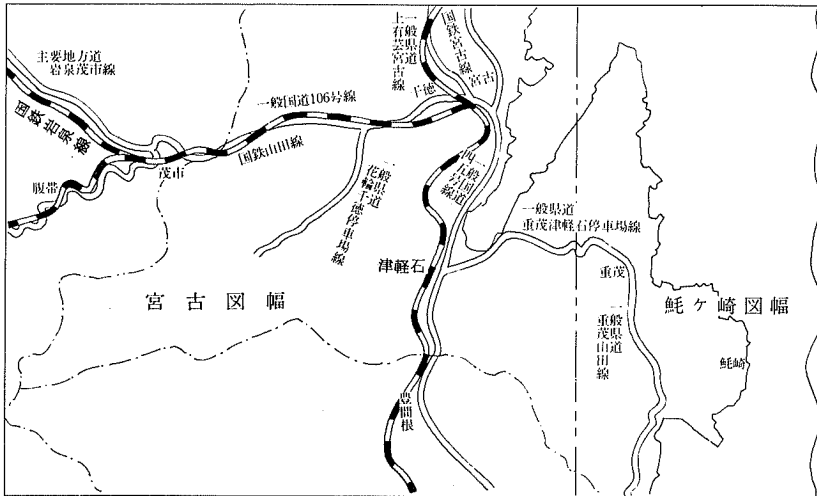 主要地方道
岩泉茂市線
国鉄岩泉線
腹帯
茂市
一般国道106号線
国鉄山田線
一般県道
花輪千徳停車場線
一般県道
上有芸宮古線
国鉄宮古線
宮古
千徳
一般国道
四五号線
津軽石
一般県道
重茂津軽石停車場線
重茂
一般県道
重茂山田線
宮古図幅
魹ヶ崎図幅
魹崎
豊間根